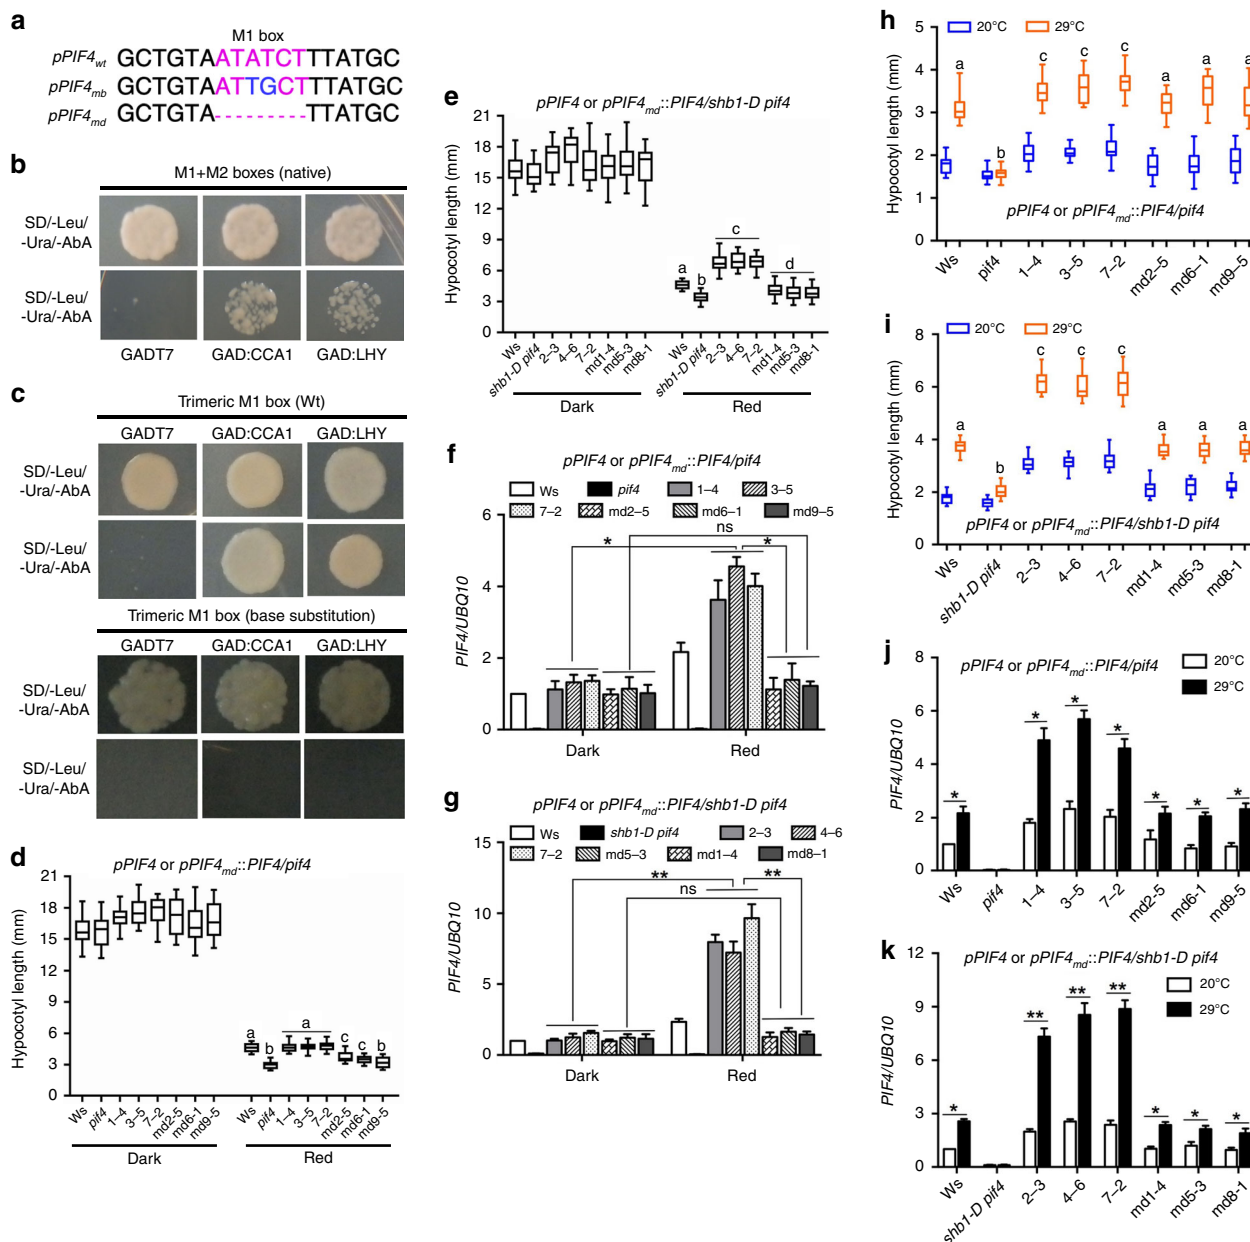 a
M1 box
pPIF4wt GCTGTAATATCTTTATGC
pPIF4mb GCTGTAATTGCTTTATGC
pPIF4md GCTGTA---------TTATGC
b
M1+M2 boxes (native)
SD/-Leu/
-Ura/-AbA
SD/-Leu/
-Ura/-AbA
GADT7 GAD:CCA1 GAD:LHY
c
Trimeric M1 box (Wt)
GADT7 GAD:CCA1 GAD:LHY
SD/-Leu/
-Ura/-AbA
SD/-Leu/
-Ura/-AbA
Trimeric M1 box (base substitution)
GADT7 GAD:CCA1 GAD:LHY
SD/-Leu/
-Ura/-AbA
SD/-Leu/
-Ura/-AbA
d
pPIF4 or pPIF4md::PIF4/pif4
Hypocotyl length (mm)
21
18
15
12
9
6
3
0
a b a c c b
Ws pif4 1–4 3–5 7–2 md2-5 md6-1 md9-5 Ws pif4 1–4 3–5 7–2 md2-5 md6-1 md9-5
Dark Red
e
pPIF4 or pPIF4md::PIF4/shb1-D pif4
Hypocotyl length (mm)
21
18
15
12
9
6
3
0
a b c d
Ws shb1-D pif4 2–3 4–6 7–2 md1-4 md5-3 md8-1 Ws shb1-D pif4 2–3 4–6 7–2 md1–4 md5-3 md8-1
Dark Red
f
pPIF4 or pPIF4md::PIF4/pif4
Ws pif4 1–4 3–5
7–2 md2–5 md6–1 md9–5
PIF4/UBQ10
6
4
2
0
* ns *
Dark Red
g
pPIF4 or pPIF4md::PIF4/shb1-D pif4
Ws shb1-D pif4 2–3 4–6
7–2 md5–3 md1–4 md8–1
PIF4/UBQ10
15
10
5
0
** ns **
Dark Red
h
20°C 29°C
Hypocotyl length (mm)
5
4
3
2
1
0
a b c c c a a a
pPIF4 or pPIF4md::PIF4/pif4
Ws pif4 1–4 3–5 7–2 md2–5 md6–1 md9–5
i
20°C 29°C
Hypocotyl length (mm)
8
6
4
2
0
a b c c c a a a
pPIF4 or pPIF4md::PIF4/shb1-D pif4
Ws shb1-D pif4 2–3 4–6 7–2 md1-4 md5-3 md8-1
j
pPIF4 or pPIF4md::PIF4/pif4
20°C
29°C
PIF4/UBQ10
8
6
4
2
0
* * * * * * *
Ws pif4 1–4 3–5 7–2 md2–5 md6–1 md9–5
k
pPIF4 or pPIF4md::PIF4/shb1-D pif4
20°C
29°C
PIF4/UBQ10
12
9
6
3
0
* ** ** ** * * *
Ws shb1-D pif4 2–3 4–6 7–2 md1–4 md5–3 md8–1